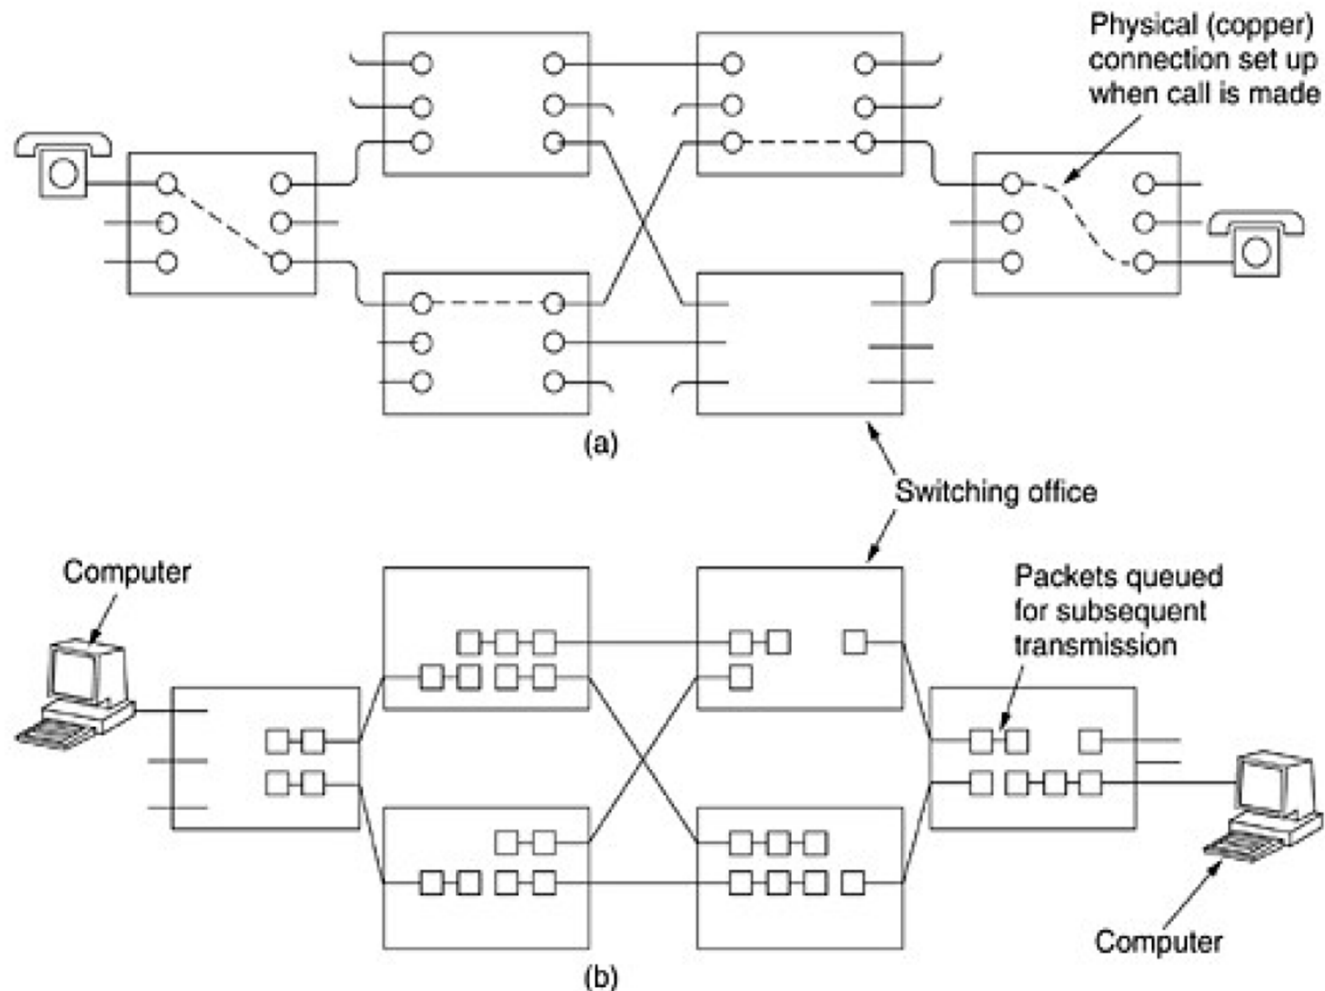 Physical (copper)
connection set up
when call is made
(a)
Switching office
Computer
Packets queued
for subsequent
transmission
Computer
(b)